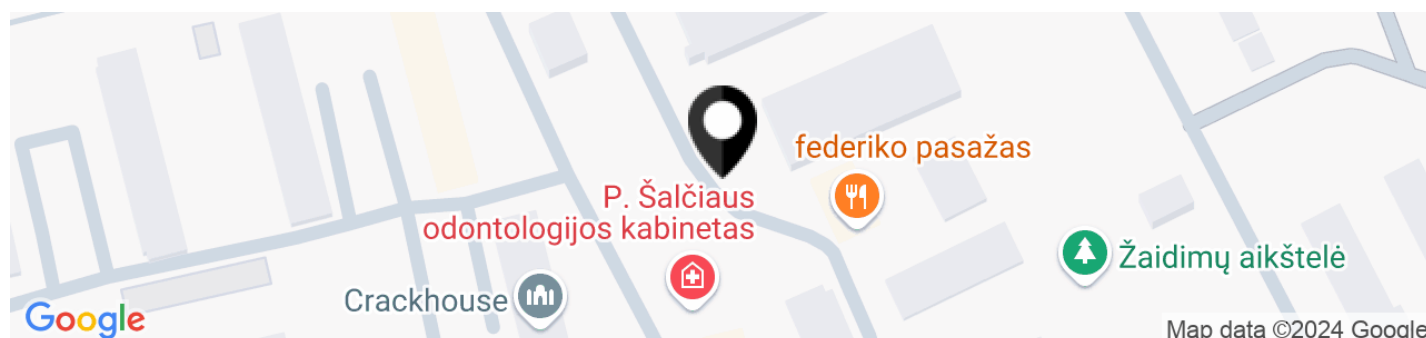 federiko pasažas
P. Šalčiaus
odontologijos kabinetas
Žaidimų aikštelė
Crackhouse
Google
Map data ©2024 Google